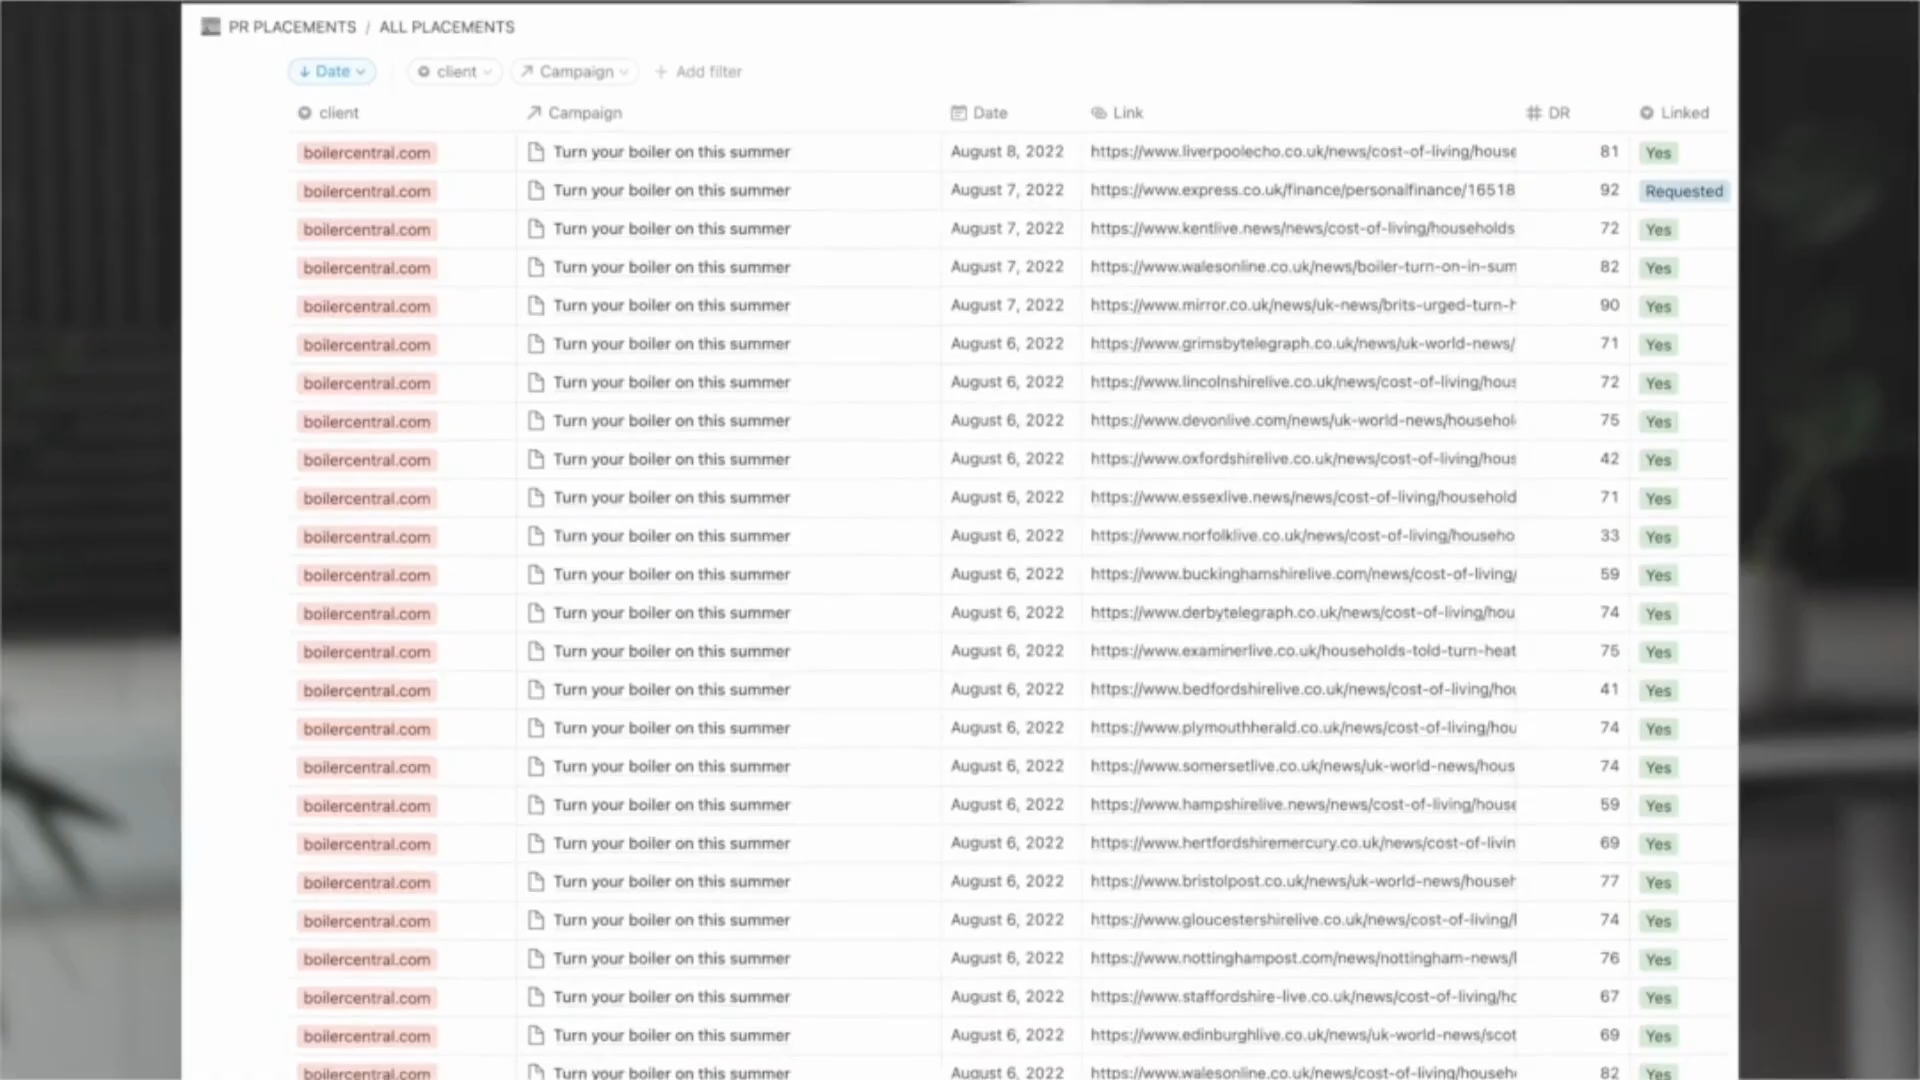 PR PLACEMENTS / ALL PLACEMENTS
Date client Campaign + Add filter
client Campaign Date Link # DR Linked
boilercentral.com Turn your boiler on this summer August 8, 2022 https://www.liverpoolecho.co.uk/news/cost-of-living/house 81 Yes
boilercentral.com Turn your boiler on this summer August 7, 2022 https://www.express.co.uk/finance/personalfinance/16518 92 Requested
boilercentral.com Turn your boiler on this summer August 7, 2022 https://www.kentlive.news/news/cost-of-living/households 72 Yes
boilercentral.com Turn your boiler on this summer August 7, 2022 https://www.walesonline.co.uk/news/boiler-turn-on-in-sum 82 Yes
boilercentral.com Turn your boiler on this summer August 7, 2022 https://www.mirror.co.uk/news/uk-news/brits-urged-turn-h 90 Yes
boilercentral.com Turn your boiler on this summer August 6, 2022 https://www.grimsbytelegraph.co.uk/news/uk-world-news/ 71 Yes
boilercentral.com Turn your boiler on this summer August 6, 2022 https://www.lincolnshirelive.co.uk/news/cost-of-living/hous 72 Yes
boilercentral.com Turn your boiler on this summer August 6, 2022 https://www.devonlive.com/news/uk-world-news/househol 75 Yes
boilercentral.com Turn your boiler on this summer August 6, 2022 https://www.oxfordshirelive.co.uk/news/cost-of-living/hous 42 Yes
boilercentral.com Turn your boiler on this summer August 6, 2022 https://www.essexlive.news/news/cost-of-living/household 71 Yes
boilercentral.com Turn your boiler on this summer August 6, 2022 https://www.norfolklive.co.uk/news/cost-of-living/househo 33 Yes
boilercentral.com Turn your boiler on this summer August 6, 2022 https://www.buckinghamshirelive.com/news/cost-of-living/ 59 Yes
boilercentral.com Turn your boiler on this summer August 6, 2022 https://www.derbytelegraph.co.uk/news/cost-of-living/hou 74 Yes
boilercentral.com Turn your boiler on this summer August 6, 2022 https://www.examinerlive.co.uk/households-told-turn-heat 75 Yes
boilercentral.com Turn your boiler on this summer August 6, 2022 https://www.bedfordshirelive.co.uk/news/cost-of-living/hou 41 Yes
boilercentral.com Turn your boiler on this summer August 6, 2022 https://www.plymouthherald.co.uk/news/cost-of-living/hou 74 Yes
boilercentral.com Turn your boiler on this summer August 6, 2022 https://www.somersetlive.co.uk/news/uk-world-news/hous 74 Yes
boilercentral.com Turn your boiler on this summer August 6, 2022 https://www.hampshirelive.news/news/cost-of-living/house 59 Yes
boilercentral.com Turn your boiler on this summer August 6, 2022 https://www.hertfordshiremercury.co.uk/news/cost-of-livin 69 Yes
boilercentral.com Turn your boiler on this summer August 6, 2022 https://www.bristolpost.co.uk/news/uk-world-news/househ 77 Yes
boilercentral.com Turn your boiler on this summer August 6, 2022 https://www.gloucestershirelive.co.uk/news/cost-of-living/h 74 Yes
boilercentral.com Turn your boiler on this summer August 6, 2022 https://www.nottinghampost.com/news/nottingham-news/h 76 Yes
boilercentral.com Turn your boiler on this summer August 6, 2022 https://www.staffordshire-live.co.uk/news/cost-of-living/ho 67 Yes
boilercentral.com Turn your boiler on this summer August 6, 2022 https://www.edinburghlive.co.uk/news/uk-world-news/scot 69 Yes
boilercentral.com Turn your boiler on this summer August 6, 2022 https://www.walesonline.co.uk/news/cost-of-living/househ 82 Yes